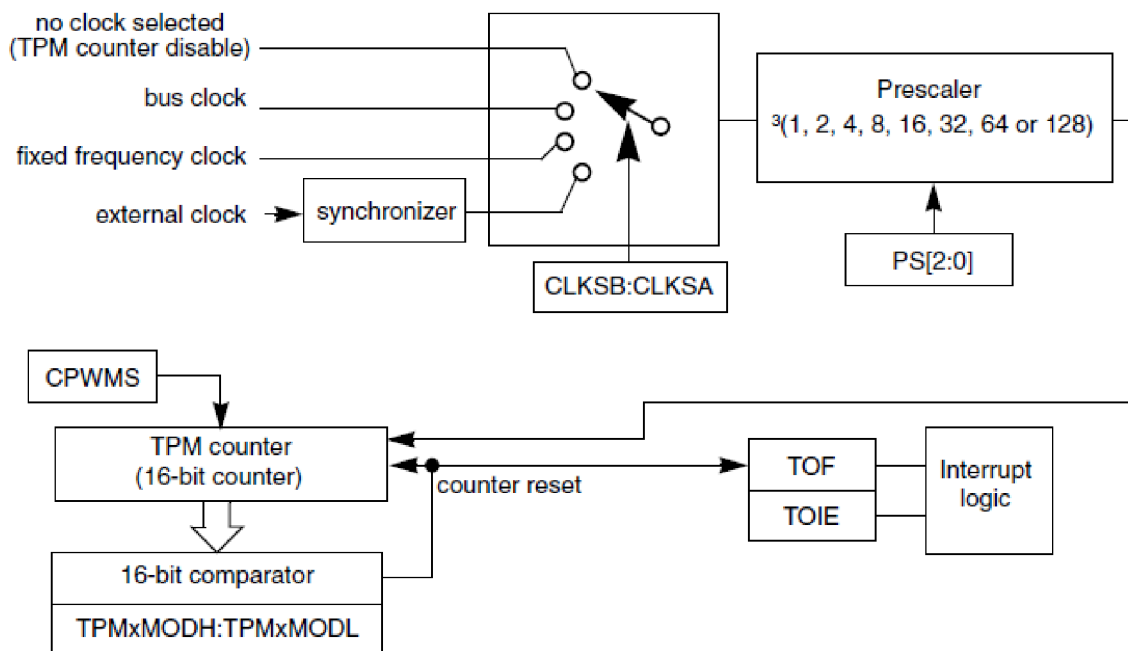 no clock selected
(TPM counter disable)
bus clock
fixed frequency clock
external clock
synchronizer
CLKSB:CLKSA
Prescaler
³(1, 2, 4, 8, 16, 32, 64 or 128)
PS[2:0]
CPWMS
TPM counter
(16-bit counter)
counter reset
16-bit comparator
TPMxMODH:TPMxMODL
TOF
TOIE
Interrupt
logic